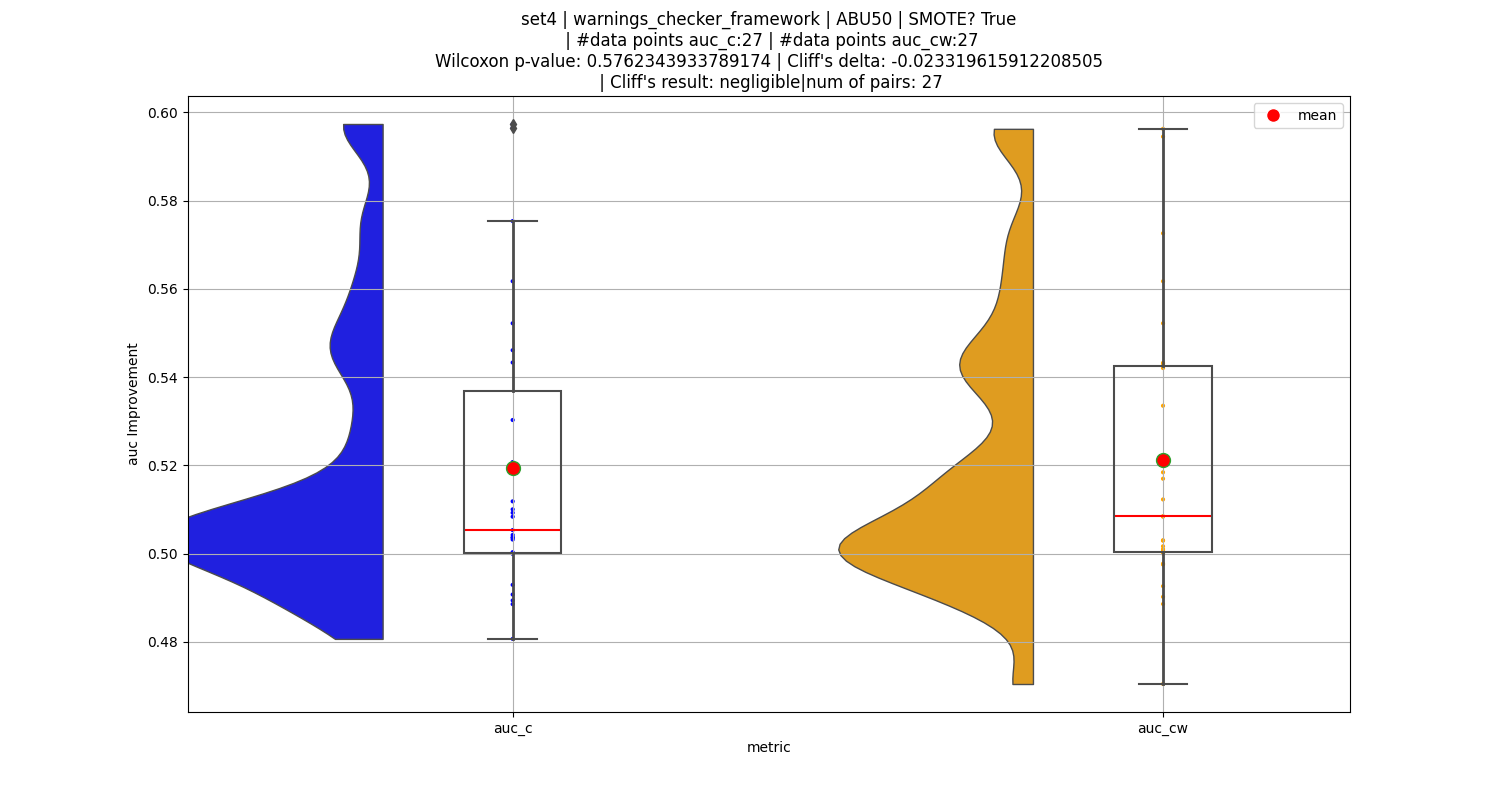 set4 | warnings_checker_framework | ABU50 | SMOTE? True
| #data points auc_c:27 | #data points auc_cw:27
Wilcoxon p-value: 0.5762343933789174 | Cliff's delta: -0.023319615912208505
| Cliff's result: negligible|num of pairs: 27
mean
0.60
0.58
0.56
0.54
0.52
0.50
0.48
auc Improvement
auc_c
auc_cw
metric